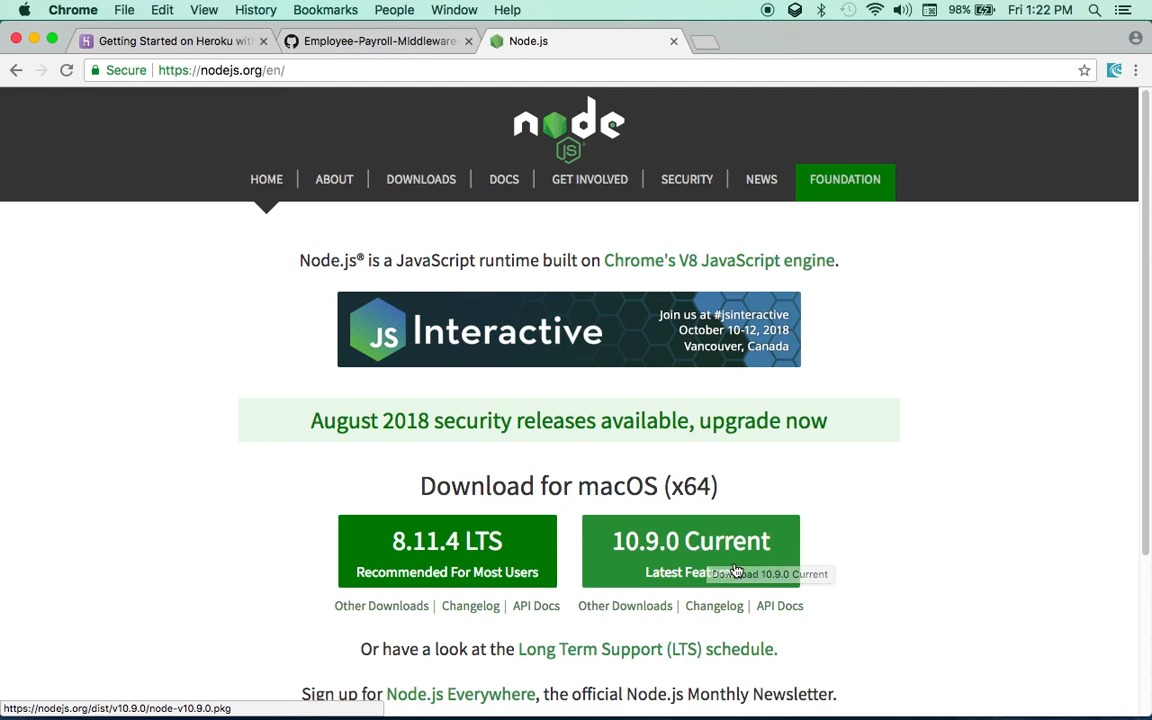 Chrome File Edit View History Bookmarks People Window Help 98% Fri 1:22 PM
Getting Started on Heroku wit Employee-Payroll-MIddleware- Node.js
Secure https://nodejs.org/en/
node
JS
HOME ABOUT DOWNLOADS DOCS GET INVOLVED SECURITY NEWS FOUNDATION
Node.js® is a JavaScript runtime built on Chrome's V8 JavaScript engine.
JS Interactive
Join us at #jsinteractive
October 10-12, 2018
Vancouver, Canada
August 2018 security releases available, upgrade now
Download for macOS (x64)
8.11.4 LTS
Recommended For Most Users
10.9.0 Current
Latest
10.9.0 Current
Other Downloads | Changelog | API Docs
Other Downloads | Changelog | API Docs
Or have a look at the Long Term Support (LTS) schedule.
Sign up for Node.js Everywhere, the official Node.js Monthly Newsletter.
https://nodejs.org/dist/v10.9.0/node-v10.9.0.pkg